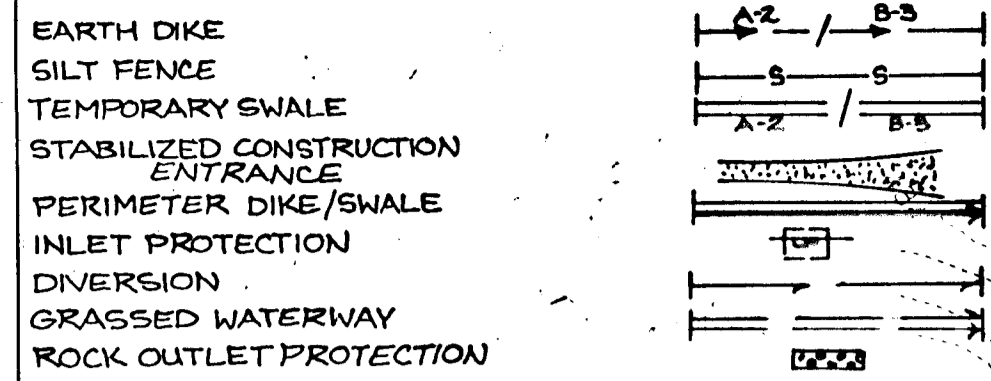 EARTH DIKE A-2 B-3
SILT FENCE S S
TEMPORARY SWALE A-2 B-3
STABILIZED CONSTRUCTION
ENTRANCE
PERIMETER DIKE/SWALE
INLET PROTECTION
DIVERSION
GRASSED WATERWAY
ROCK OUTLET PROTECTION